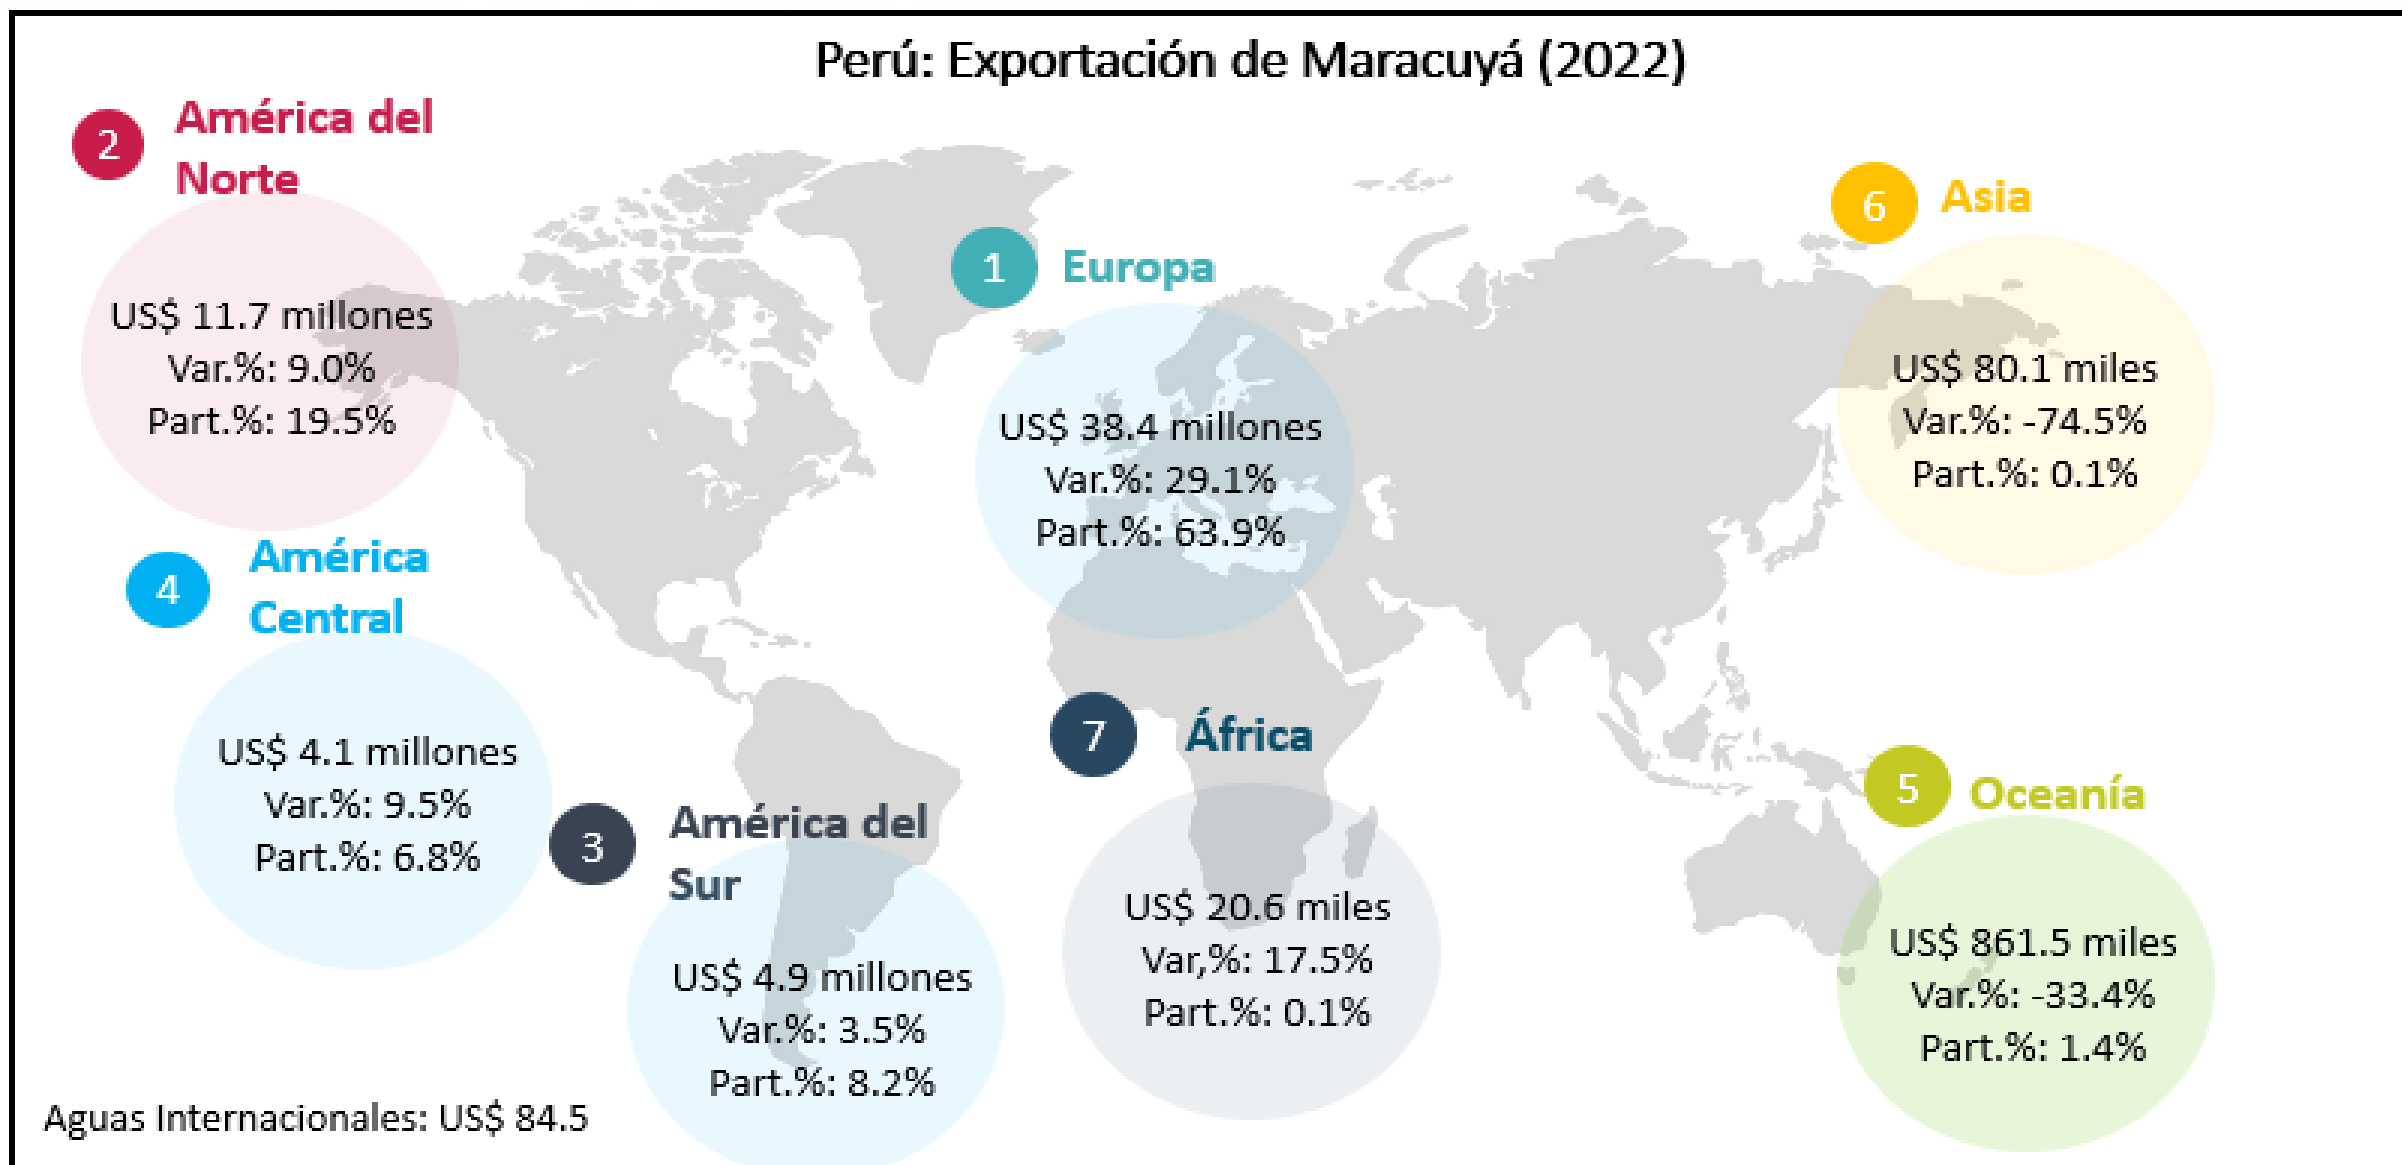 Perú: Exportación de Maracuyá (2022)
2
América del
Norte
US$ 11.7 millones
Var.%: 9.0%
Part.%: 19.5%
1
Europa
US$ 38.4 millones
Var.%: 29.1%
Part.%: 63.9%
6
Asia
US$ 80.1 miles
Var.%: -74.5%
Part.%: 0.1%
4
América
Central
US$ 4.1 millones
Var.%: 9.5%
Part.%: 6.8%
3
América del
Sur
US$ 4.9 millones
Var.%: 3.5%
Part.%: 8.2%
7
África
US$ 20.6 miles
Var,%: 17.5%
Part.%: 0.1%
5
Oceanía
US$ 861.5 miles
Var.%: -33.4%
Part.%: 1.4%
Aguas Internacionales: US$ 84.5